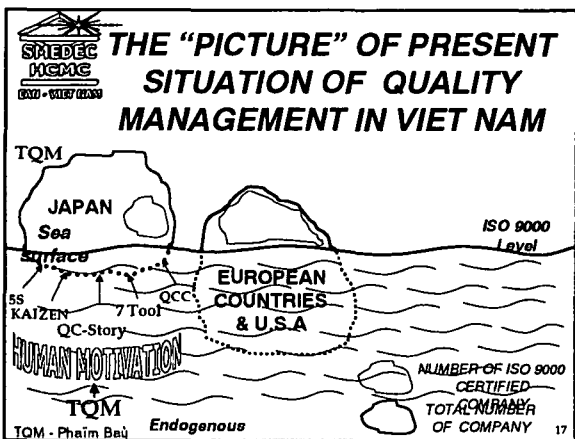 SMEDEC
HCMC
THE “PICTURE” OF PRESENT
SITUATION OF QUALITY
MANAGEMENT IN VIET NAM
TQM
JAPAN
Sea
surface
ISO 9000
Level
EUROPEAN
COUNTRIES
& U.S.A
5S
KAIZEN
QC-Story
7 Tool
QCC
HUMAN MOTIVATION
TQM
NUMBER OF ISO 9000
CERTIFIED
COMPANY
TOTAL NUMBER
OF COMPANY
TQM - Phaïm Baù
Endogenous
17